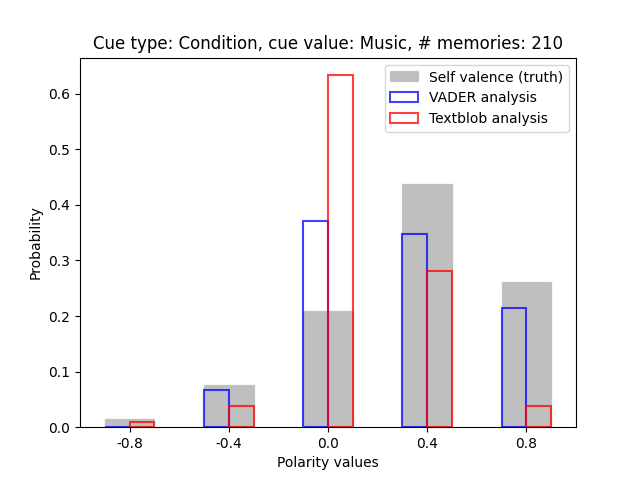 Cue type: Condition, cue value: Music, # memories: 210
Self valence (truth)
VADER analysis
Textblob analysis
0.6
0.5
0.4
0.3
0.2
0.1
0.0
Probability
-0.8 -0.4 0.0 0.4 0.8
Polarity values